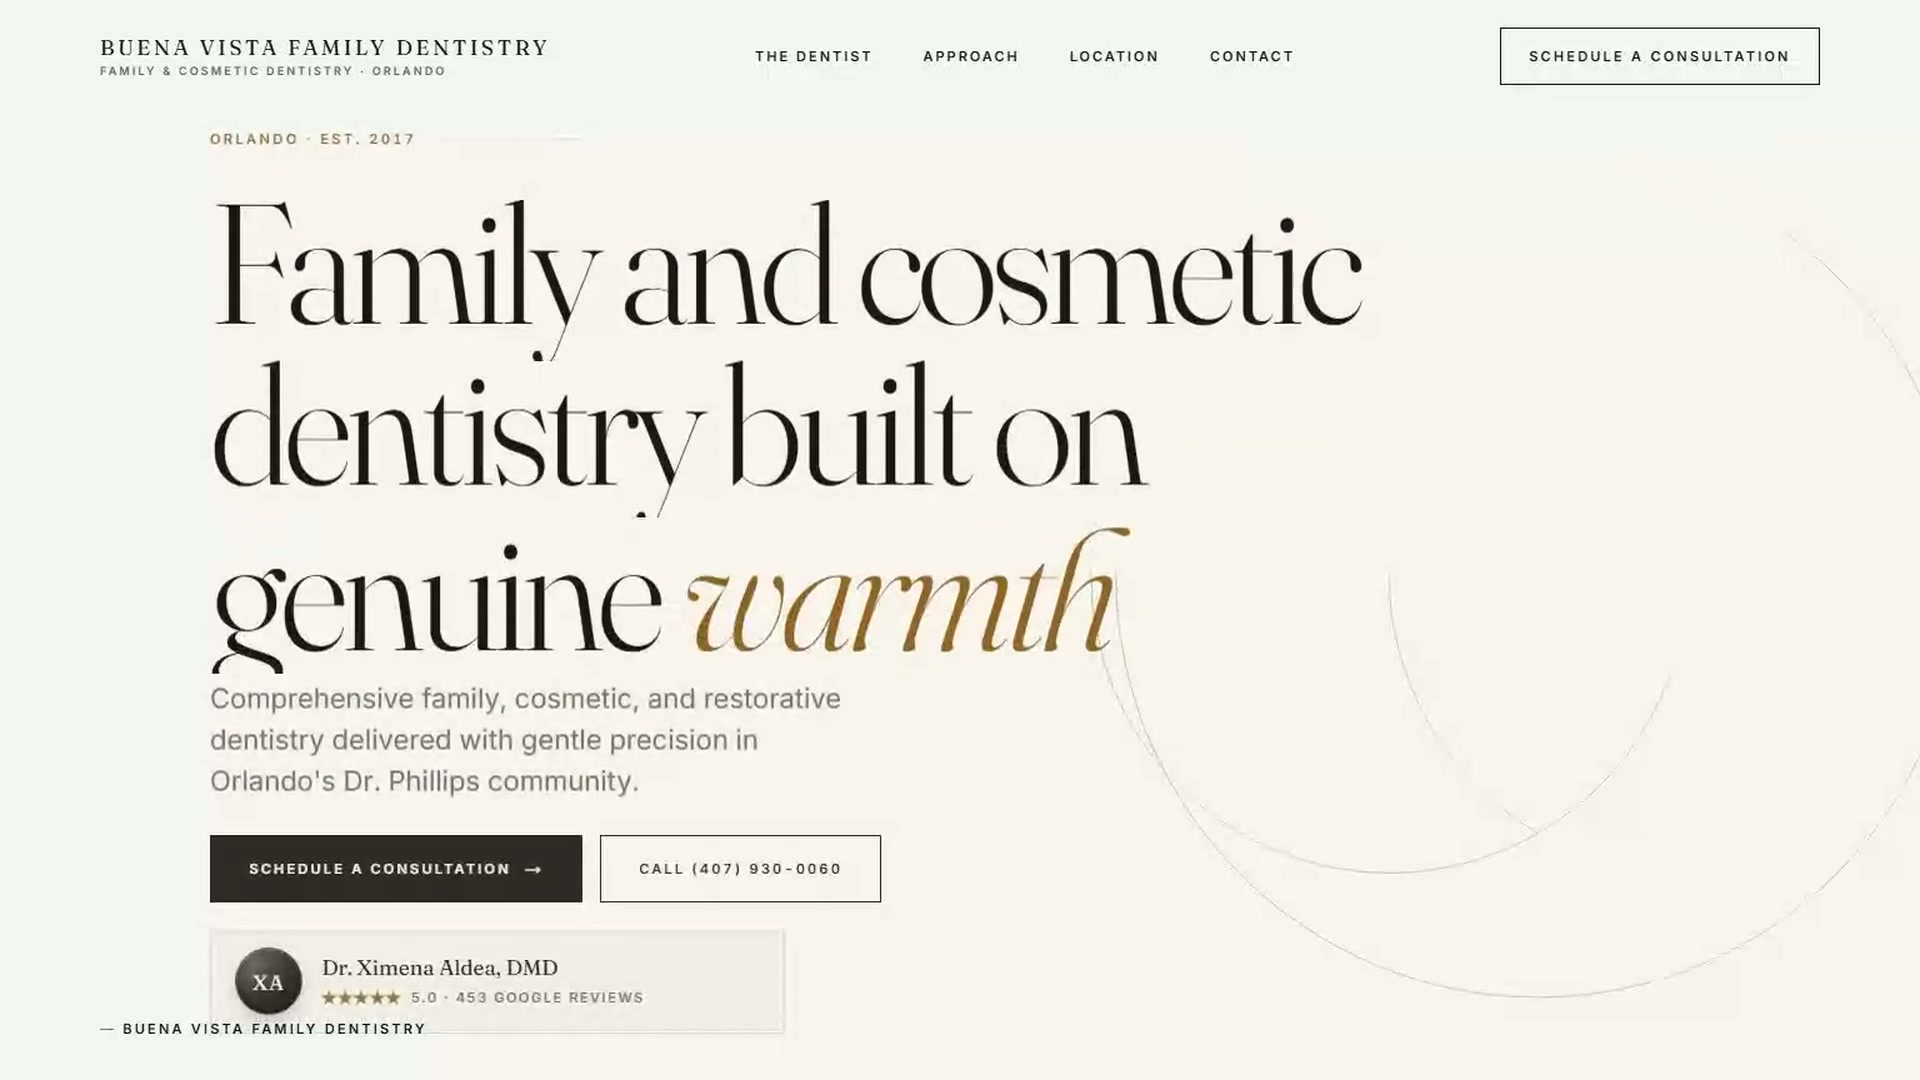 BUENA VISTA FAMILY DENTISTRY
FAMILY & COSMETIC DENTISTRY · ORLANDO
THE DENTIST
APPROACH
LOCATION
CONTACT
SCHEDULE A CONSULTATION
ORLANDO · EST. 2017
Family and cosmetic
dentistry built on
genuine warmth
Comprehensive family, cosmetic, and restorative
dentistry delivered with gentle precision in
Orlando's Dr. Phillips community.
SCHEDULE A CONSULTATION →
CALL (407) 930-0060
XA
Dr. Ximena Aldea, DMD
★★★★★ 5.0 · 453 GOOGLE REVIEWS
— BUENA VISTA FAMILY DENTISTRY